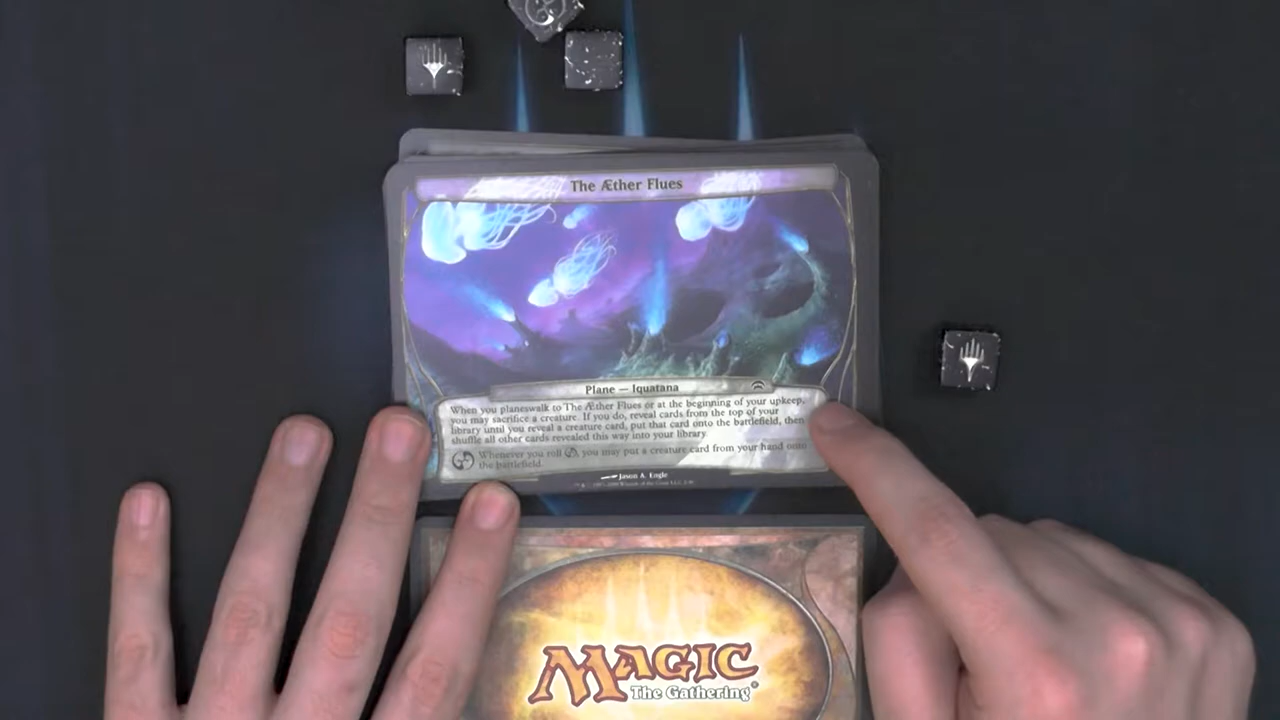 The Æther Flues
Plane — Iquatana
When you planeswalk to The Æther Flues or at the beginning of your upkeep,
you may sacrifice a creature. If you do, reveal cards from the top of your
library until you reveal a creature card, put that card onto the battlefield, then
shuffle all other cards revealed this way into your library.
Whenever you roll , you may put a creature card from your hand onto
the battlefield.
Jason A. Engle
MAGIC
The Gathering®